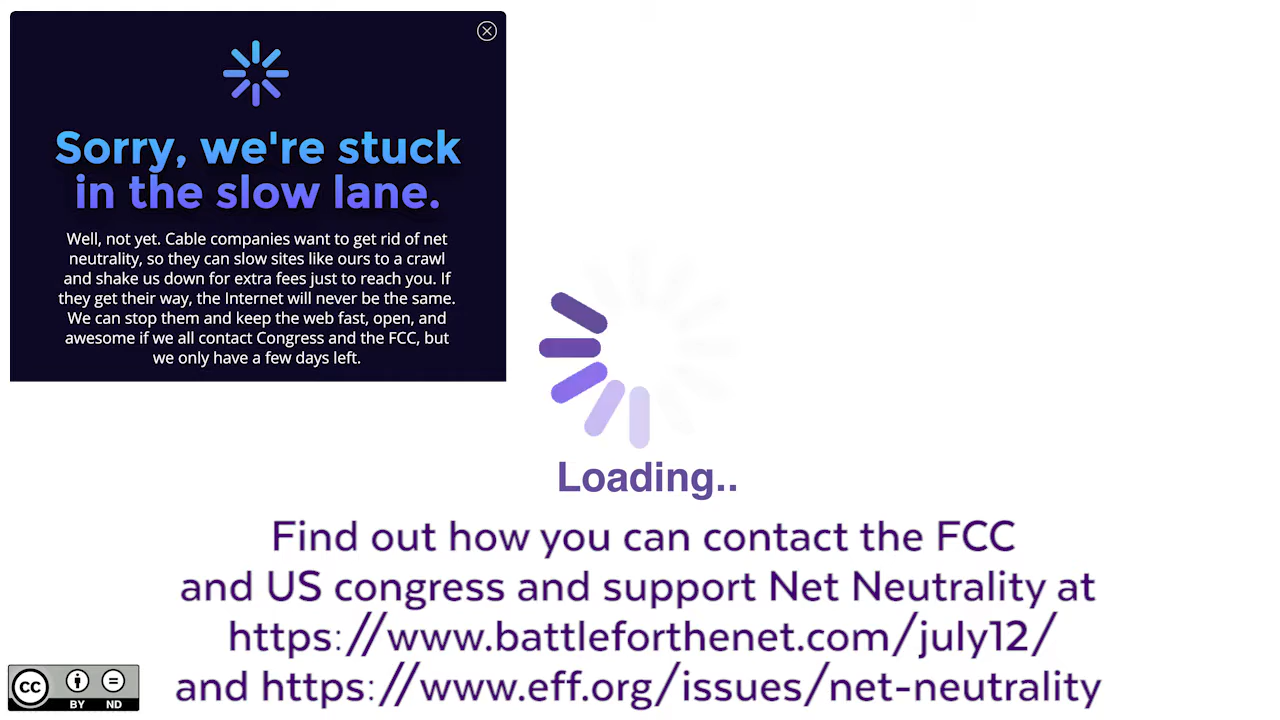 Sorry, we're stuck
in the slow lane.
Well, not yet. Cable companies want to get rid of net
neutrality, so they can slow sites like ours to a crawl
and shake us down for extra fees just to reach you. If
they get their way, the Internet will never be the same.
We can stop them and keep the web fast, open, and
awesome if we all contact Congress and the FCC, but
we only have a few days left.
Loading..
Find out how you can contact the FCC
and US congress and support Net Neutrality at
https://www.battleforthenet.com/july12/
and https://www.eff.org/issues/net-neutrality
cc
BY ND